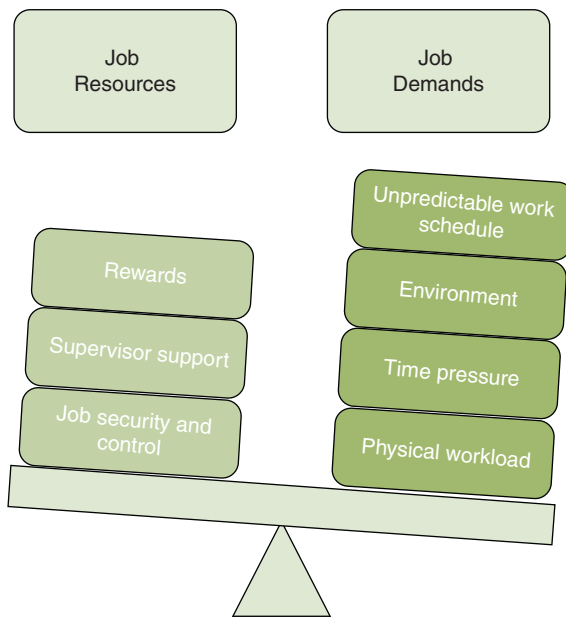 Job
Resources
Job
Demands
Rewards
Supervisor support
Job security and
control
Unpredictable work
schedule
Environment
Time pressure
Physical workload